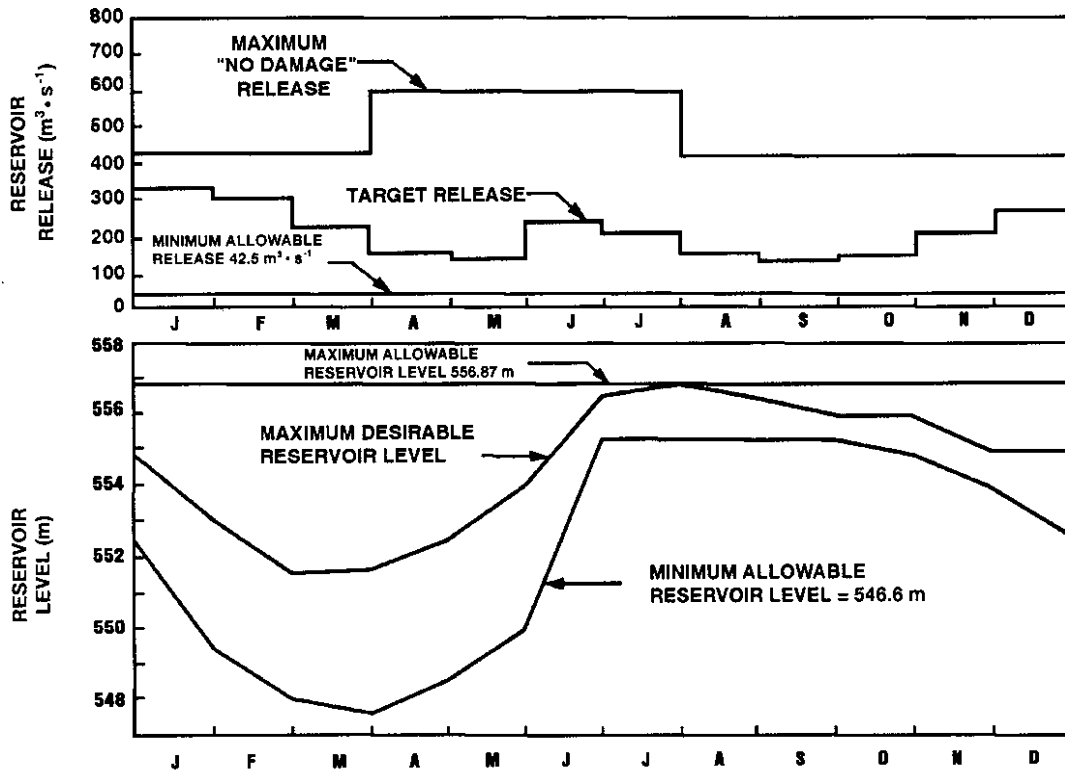 800
700
600
500
400
300
200
100
0
RESERVOIR
RELEASE (m³ • s⁻¹)
MAXIMUM
"NO DAMAGE"
RELEASE
TARGET RELEASE
MINIMUM ALLOWABLE
RELEASE 42.5 m³ • s⁻¹
J F M A M J J A S O N D
558
556
554
552
550
548
RESERVOIR
LEVEL (m)
MAXIMUM ALLOWABLE
RESERVOIR LEVEL 556.87 m
MAXIMUM DESIRABLE
RESERVOIR LEVEL
MINIMUM ALLOWABLE
RESERVOIR LEVEL = 546.6 m
J F M A M J J A S O N D